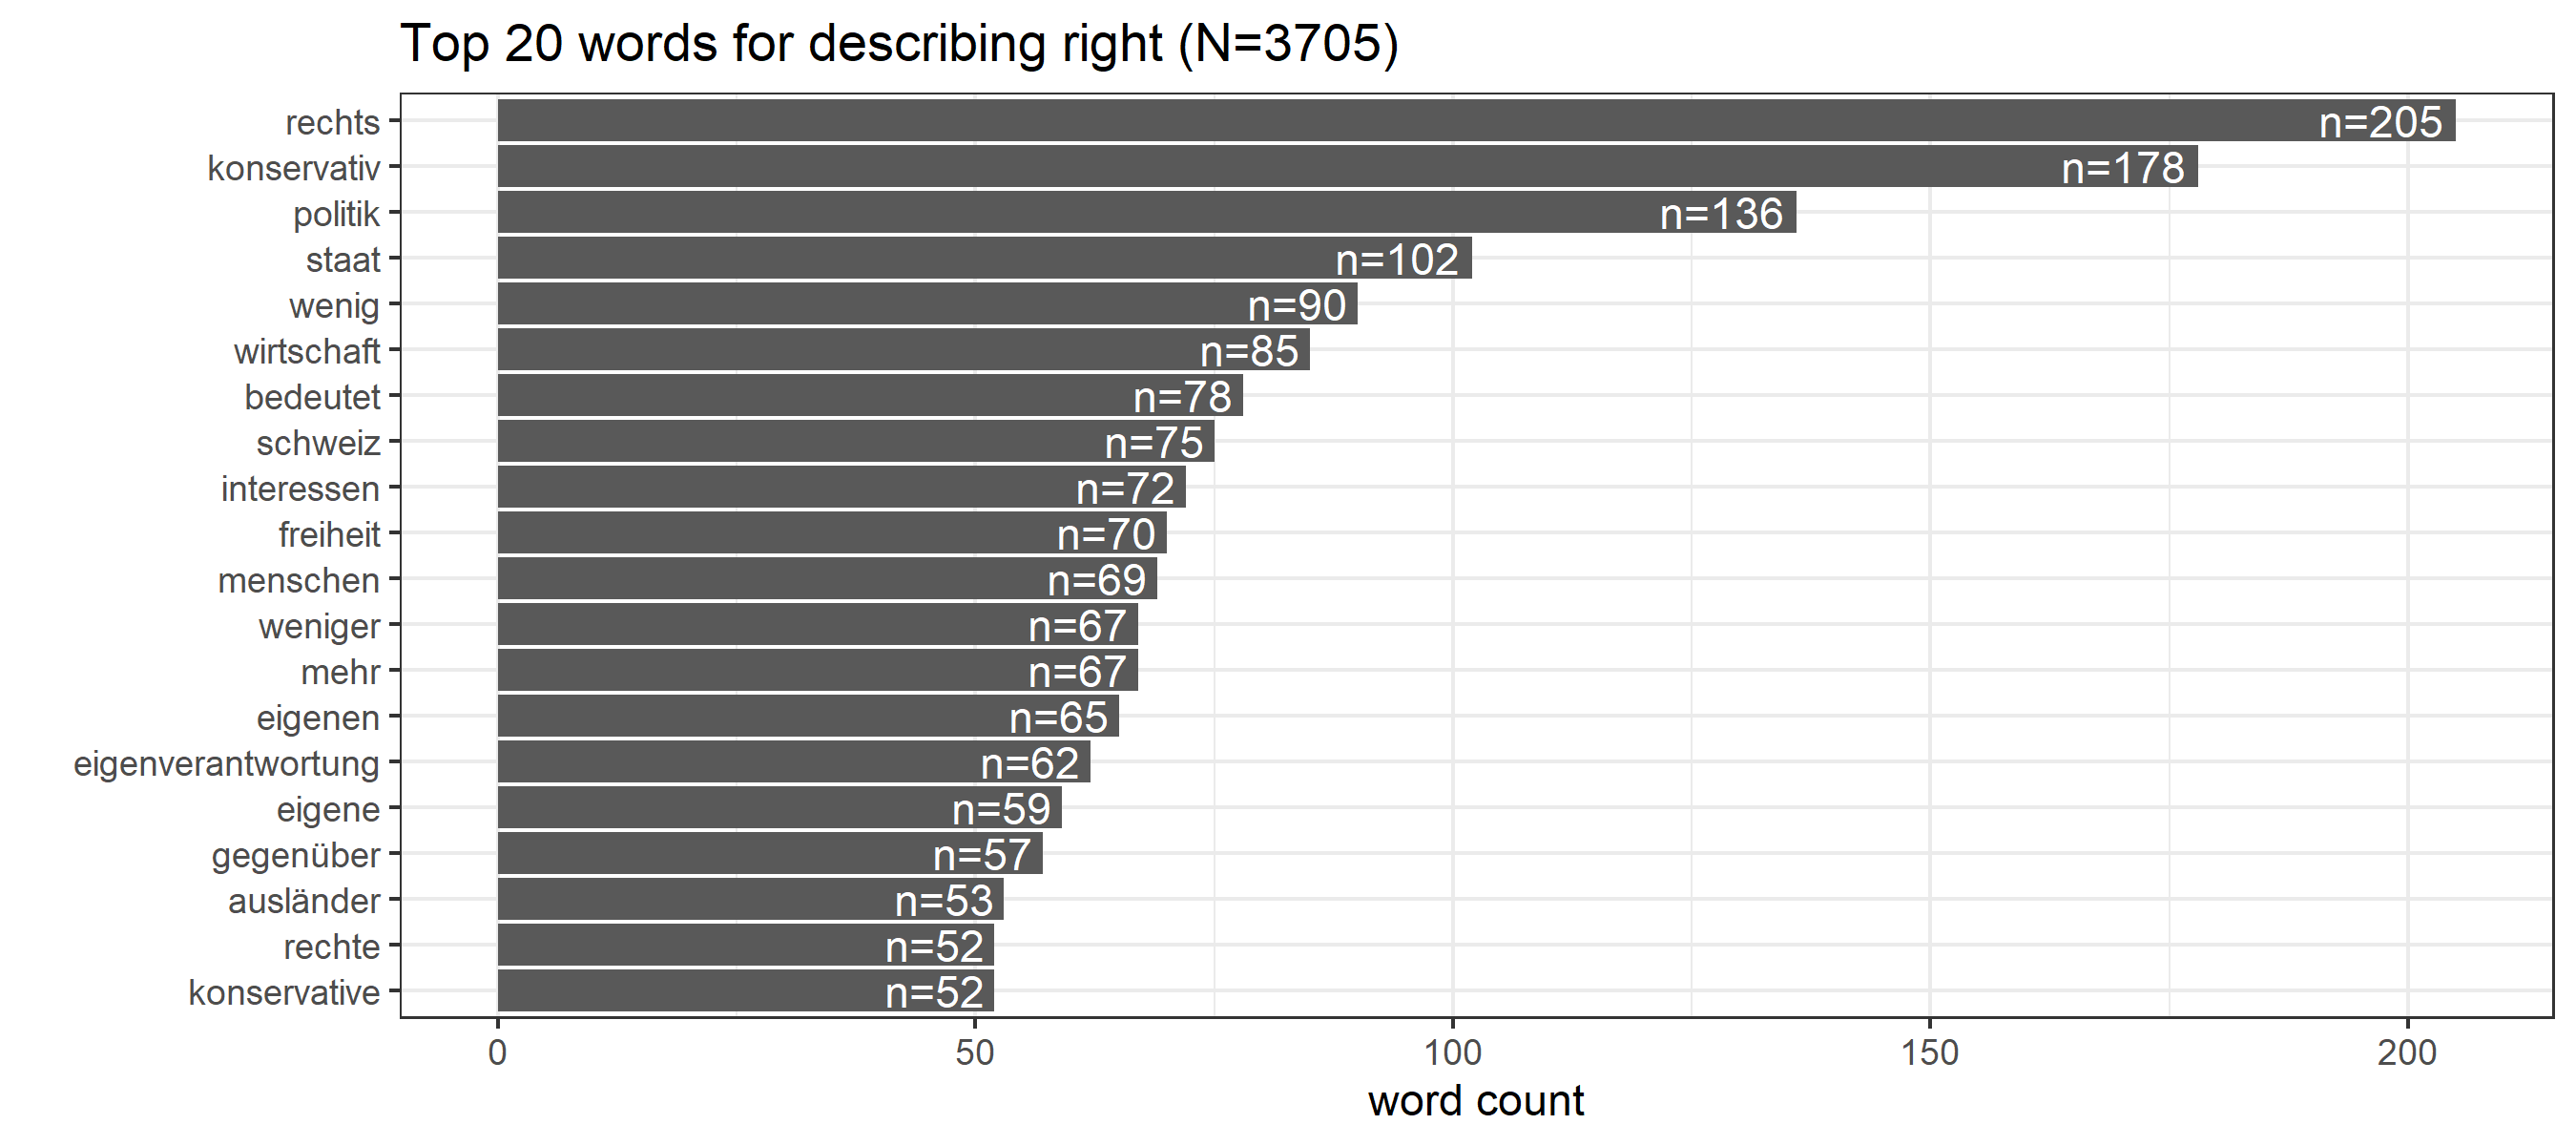 Top 20 words for describing right (N=3705)
rechts n=205
konservativ n=178
politik n=136
staat n=102
wenig n=90
wirtschaft n=85
bedeutet n=78
schweiz n=75
interessen n=72
freiheit n=70
menschen n=69
weniger n=67
mehr n=67
eigenen n=65
eigenverantwortung n=62
eigene n=59
gegenüber n=57
ausländer n=53
rechte n=52
konservative n=52
0 50 100 150 200
word count